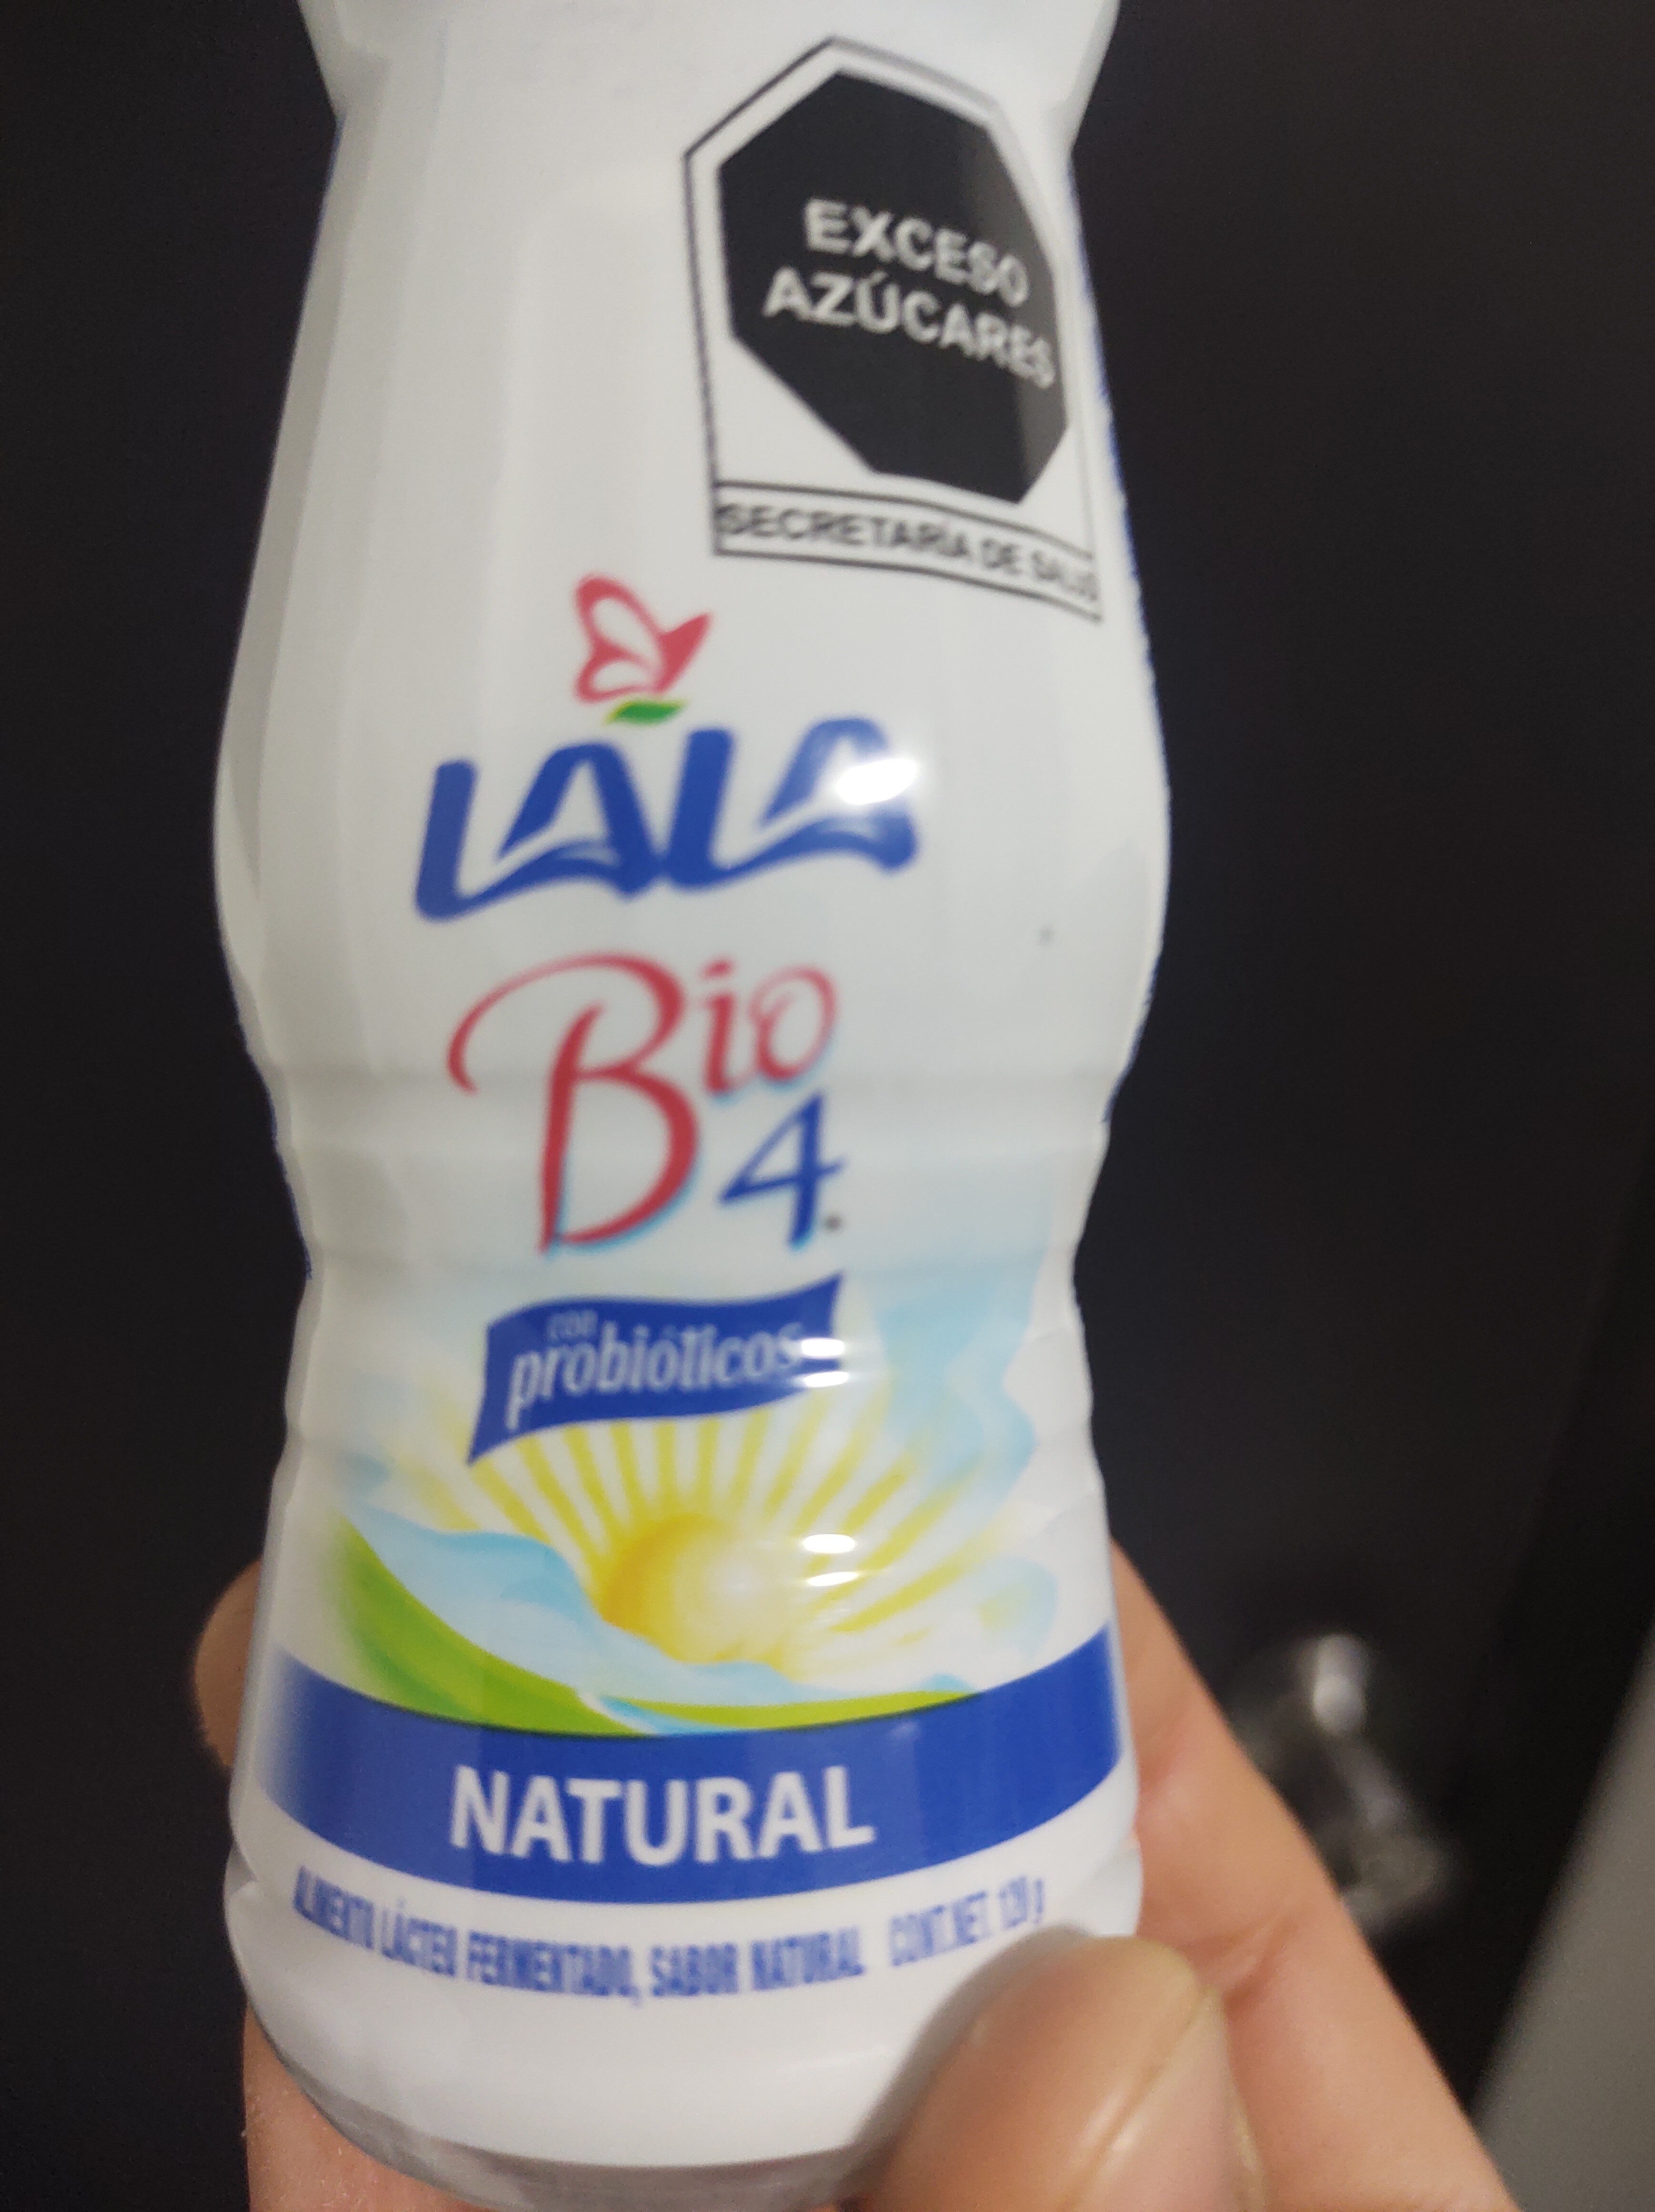 EXCESO
AZÚCARES
SECRETARÍA DE SALUD
LALA
Bio
4
con
probióticos
NATURAL
ALIMENTO LÁCTEO FERMENTADO, SABOR NATURAL CONT. NET. 120 g